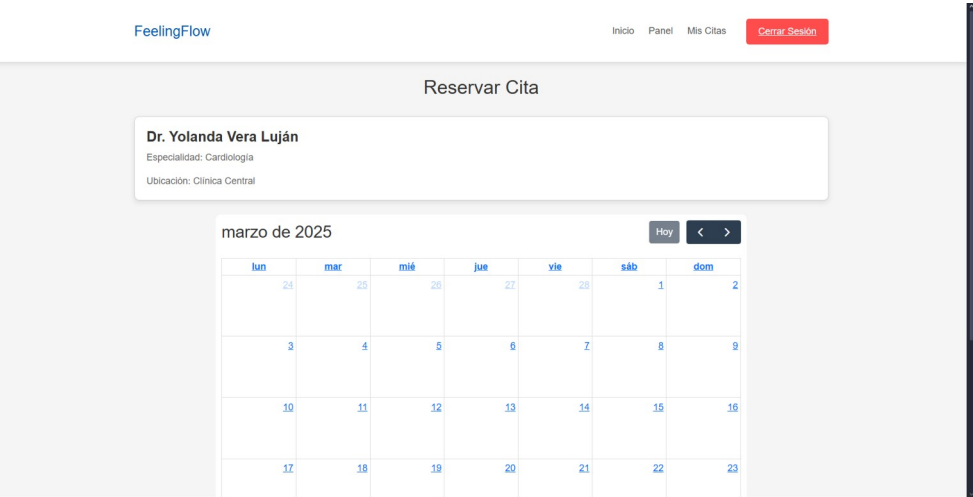 FeelingFlow Inicio Panel Mis Citas Cerrar Sesión
Reservar Cita
Dr. Yolanda Vera Luján
Especialidad: Cardiología
Ubicación: Clínica Central
marzo de 2025 Hoy
lun mar mié jue vie sáb dom
24 25 26 27 28 1 2
3 4 5 6 7 8 9
10 11 12 13 14 15 16
17 18 19 20 21 22 23